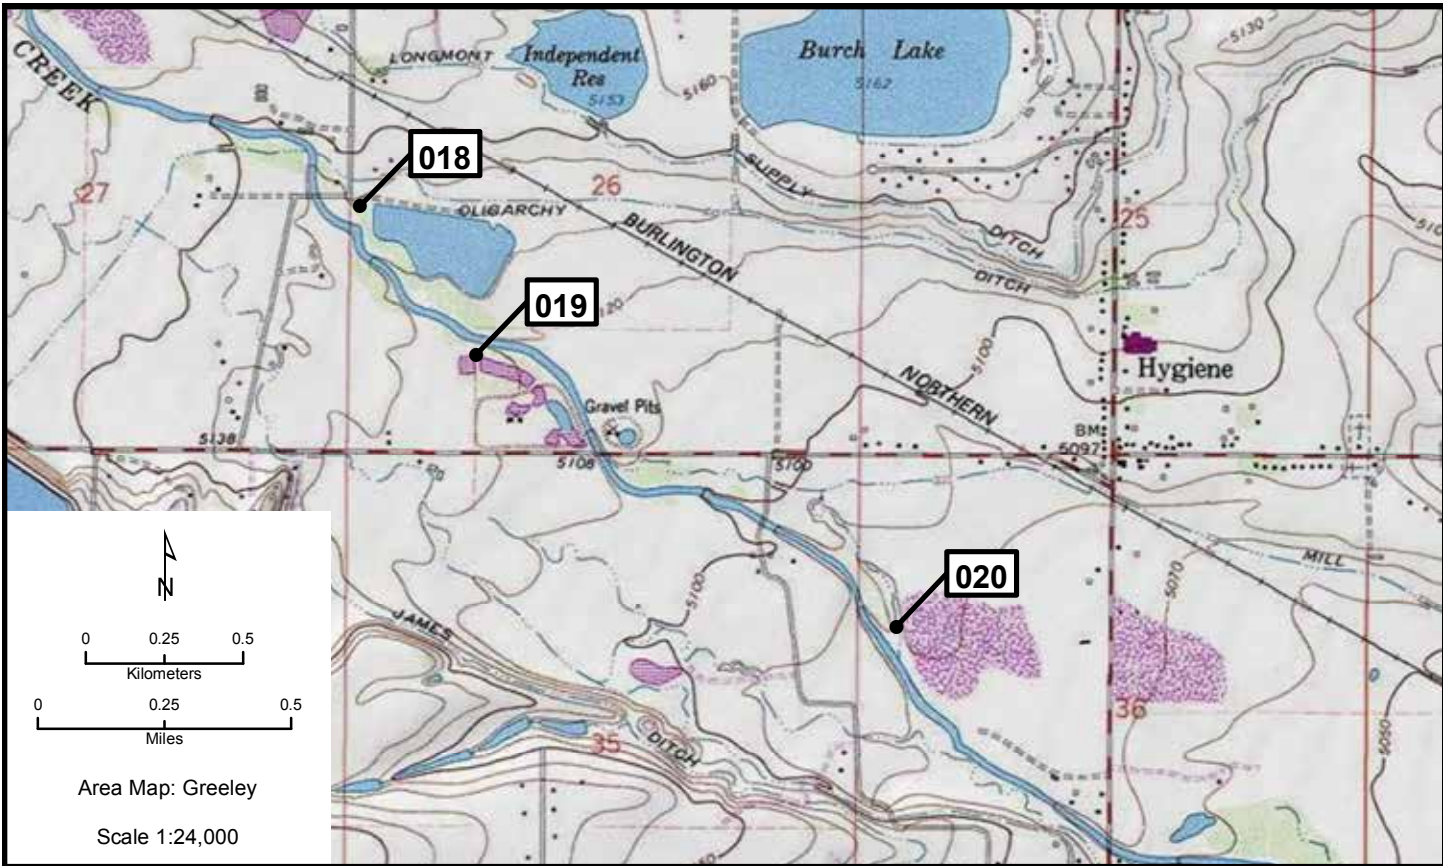 CREEK
LONGMONT
Independent
Res
5153
Burch Lake
5162
5160
5130
018
27
26
SUPPLY
OLIGARCHY
DITCH
25
BURLINGTON
DITCH
019
Gravel Pits
5100
NORTHERN
Hygiene
BM
5097
5138
5108
5100
020
5100
5070
MILL
JAMES
DITCH
35
36
5050
N
0 0.25 0.5
Kilometers
0 0.25 0.5
Miles
Area Map: Greeley
Scale 1:24,000